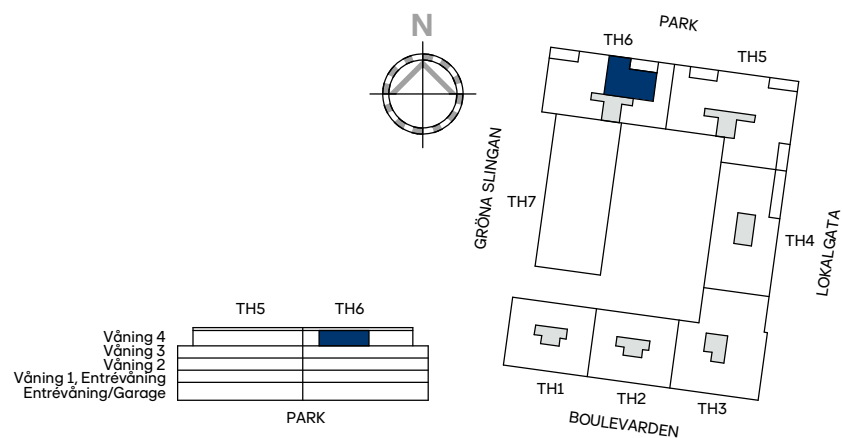 N
PARK
TH6
TH5
GRÖNA SLINGAN
TH7
TH4
LOKALGATA
TH1
TH2
TH3
BOULEVARDEN
TH5 TH6
Våning 4
Våning 3
Våning 2
Våning 1, Entrévåning
Entrévåning/Garage
PARK